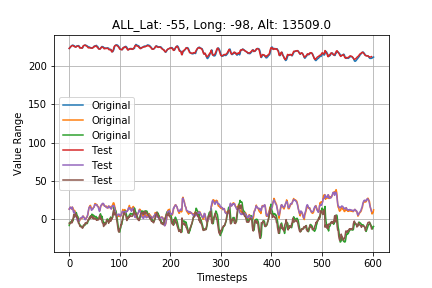 ALL_Lat: -55, Long: -98, Alt: 13509.0
Value Range
200
150
100
50
0
Original
Original
Original
Test
Test
Test
0
100
200
300
400
500
600
Timesteps